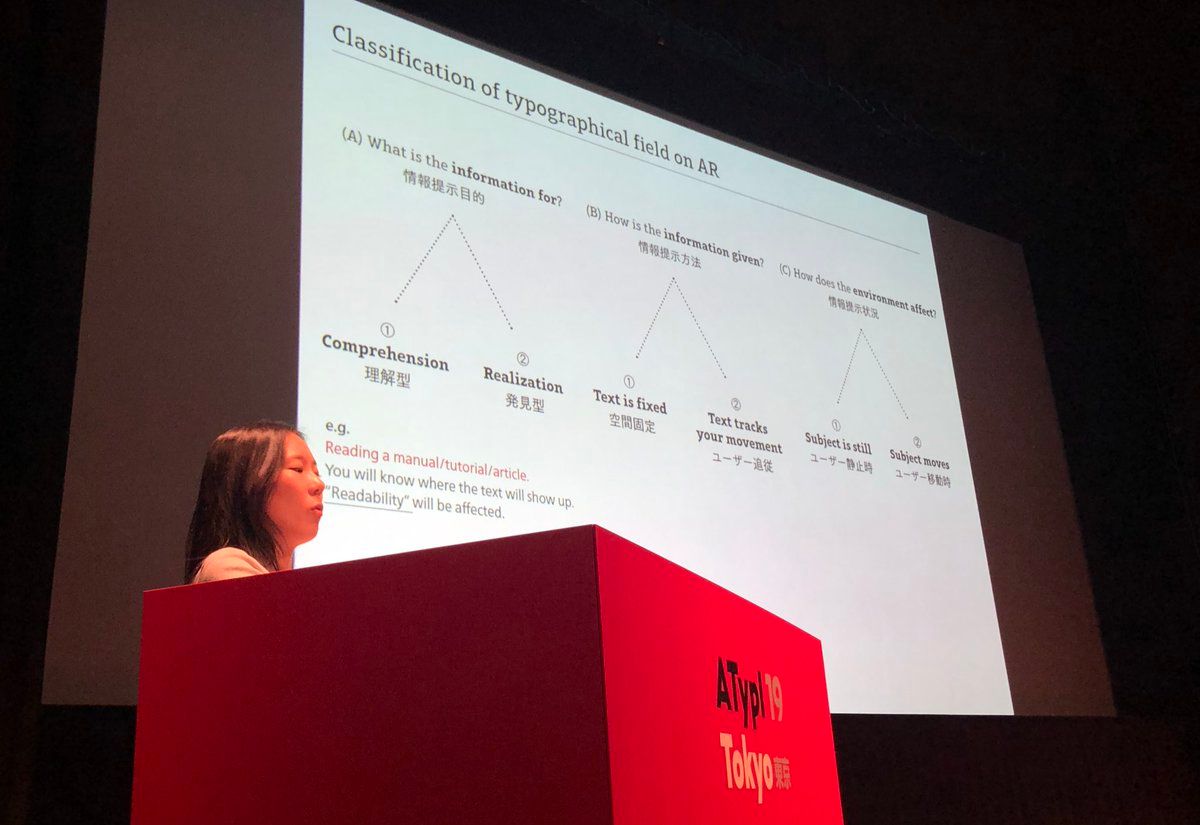 Classification of typographical field on AR
(A) What is the information for?
情報提示目的
①
Comprehension
理解型
②
Realization
発見型
e.g.
Reading a manual/tutorial/article.
You will know where the text will show up.
“Readability” will be affected.
(B) How is the information given?
情報提示方法
①
Text is fixed
空間固定
②
Text tracks
your movement
ユーザー追従
(C) How does the environment affect?
情報提示状況
①
Subject is still
ユーザー静止時
②
Subject moves
ユーザー移動時
ATypI 19
Tokyo 東京